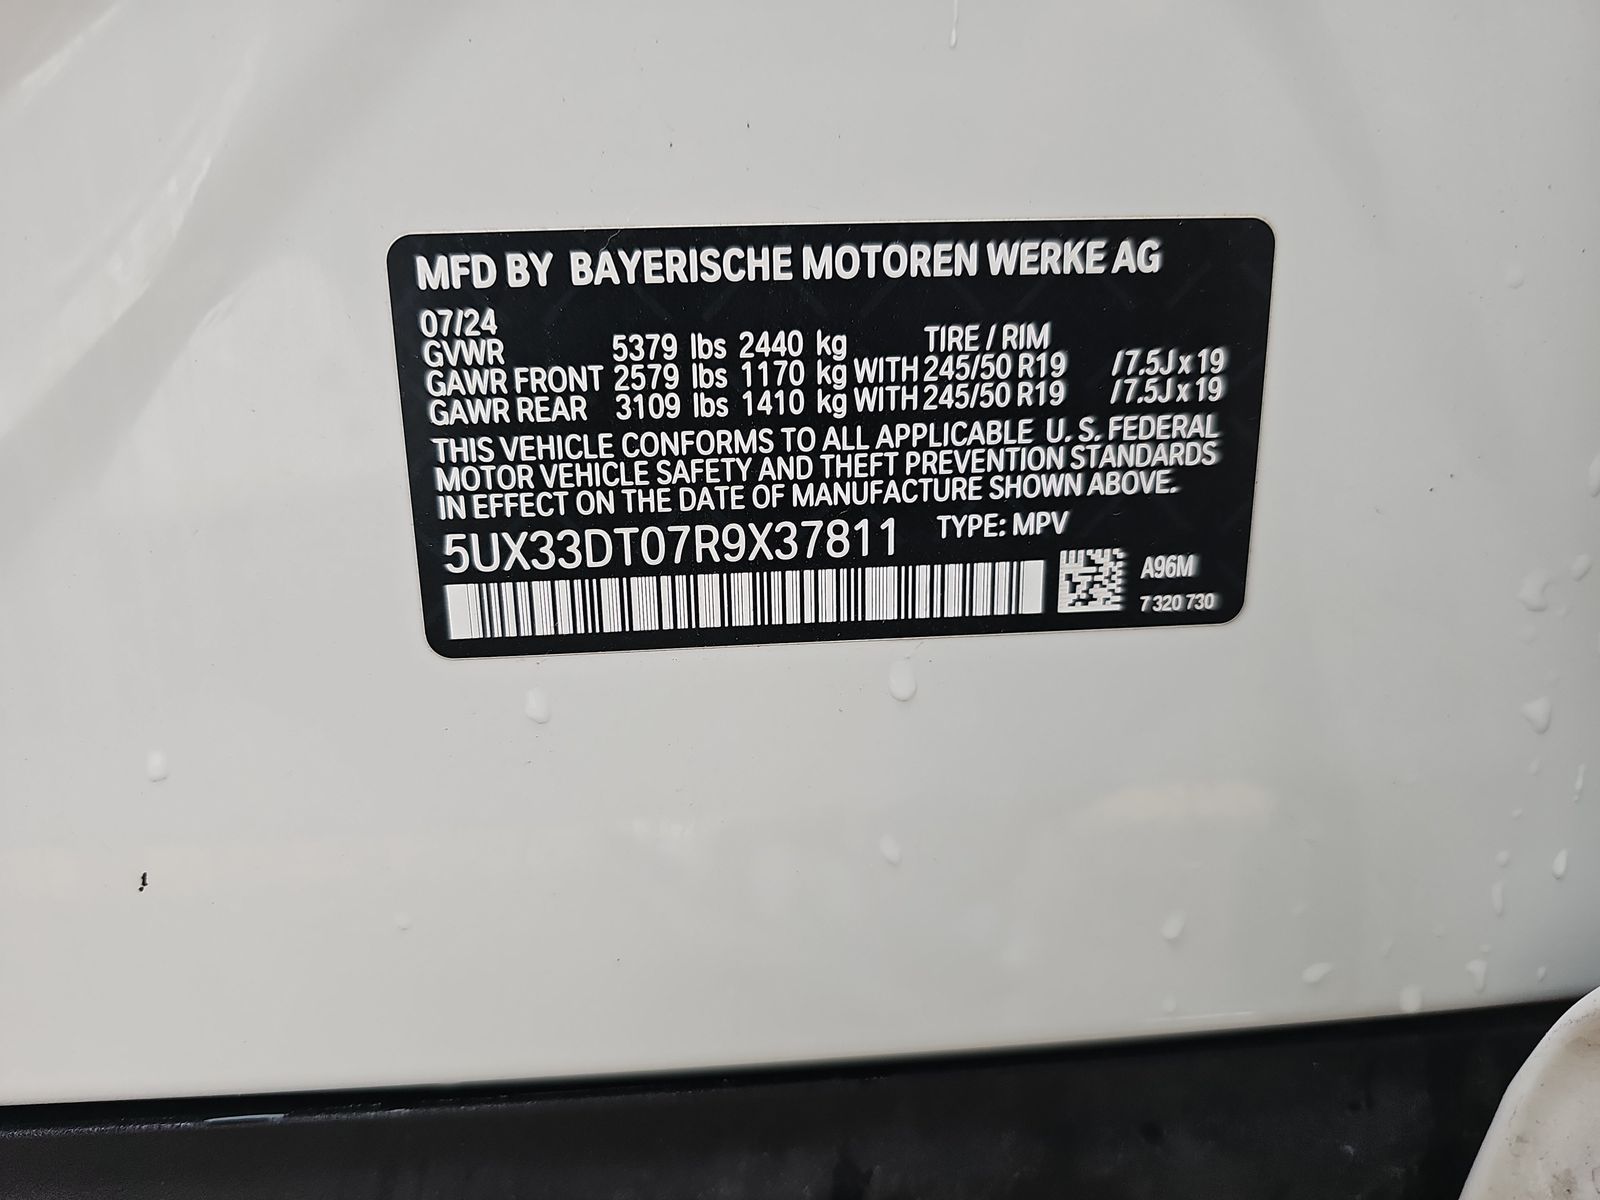 MFD BY BAYERISCHE MOTOREN WERKE AG
07/24
GVWR 5379 lbs 2440 kg TIRE / RIM
GAWR FRONT 2579 lbs 1170 kg WITH 245/50 R19 /7.5J x 19
GAWR REAR 3109 lbs 1410 kg WITH 245/50 R19 /7.5J x 19
THIS VEHICLE CONFORMS TO ALL APPLICABLE U. S. FEDERAL
MOTOR VEHICLE SAFETY AND THEFT PREVENTION STANDARDS
IN EFFECT ON THE DATE OF MANUFACTURE SHOWN ABOVE.
5UX33DT07R9X37811 TYPE: MPV
A96M
7 320 730